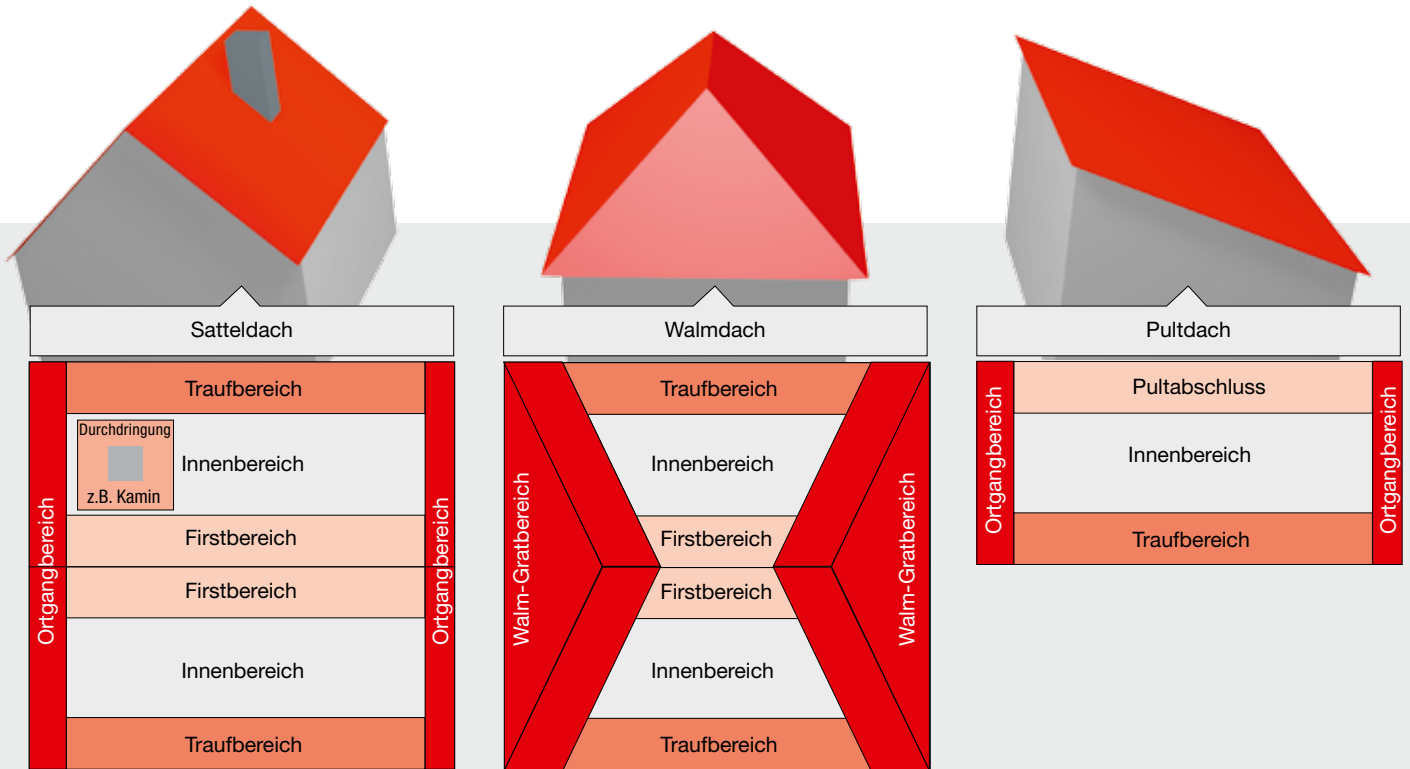 Satteldach
Traufbereich
Durchdringung
z.B. Kamin
Innenbereich
Firstbereich
Firstbereich
Innenbereich
Traufbereich
Ortgangbereich
Ortgangbereich
Walmdach
Traufbereich
Innenbereich
Firstbereich
Firstbereich
Innenbereich
Traufbereich
Walm-Gratbereich
Walm-Gratbereich
Pultdach
Pultabschluss
Innenbereich
Traufbereich
Ortgangbereich
Ortgangbereich